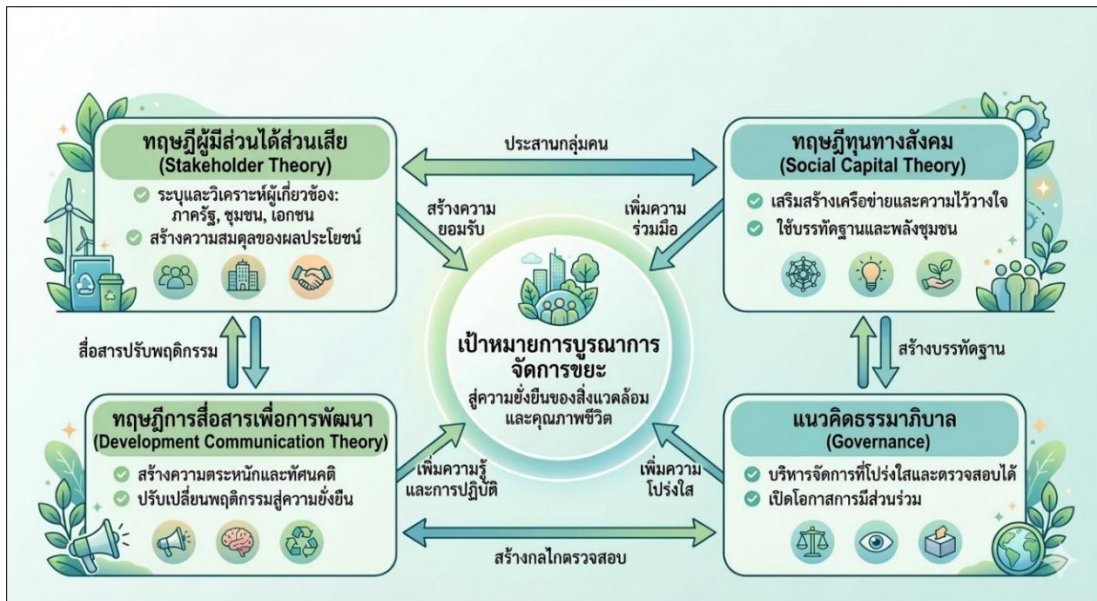 ทฤษฎีผู้มีส่วนได้ส่วนเสีย
(Stakeholder Theory)
ระบุและวิเคราะห์ผู้เกี่ยวข้อง:
ภาครัฐ, ชุมชน, เอกชน
สร้างความสมดุลของผลประโยชน์
ประสานกลุ่มคน
ทฤษฎีทุนทางสังคม
(Social Capital Theory)
เสริมสร้างเครือข่ายและความไว้วางใจ
ใช้บรรทัดฐานและพลังชุมชน
สร้างความ
ยอมรับ
เพิ่มความ
ร่วมมือ
เป้าหมายการบูรณาการ
จัดการขยะ
สู่ความยั่งยืนของสิ่งแวดล้อม
และคุณภาพชีวิต
สื่อสารปรับพฤติกรรม
สร้างบรรทัดฐาน
ทฤษฎีการสื่อสารเพื่อการพัฒนา
(Development Communication Theory)
สร้างความตระหนักและทัศนคติ
ปรับเปลี่ยนพฤติกรรมสู่ความยั่งยืน
เพิ่มความรู้
และการปฏิบัติ
เพิ่มความ
โปร่งใส
แนวคิดธรรมาภิบาล
(Governance)
บริหารจัดการที่โปร่งใสและตรวจสอบได้
เปิดโอกาสการมีส่วนร่วม
สร้างกลไกตรวจสอบ